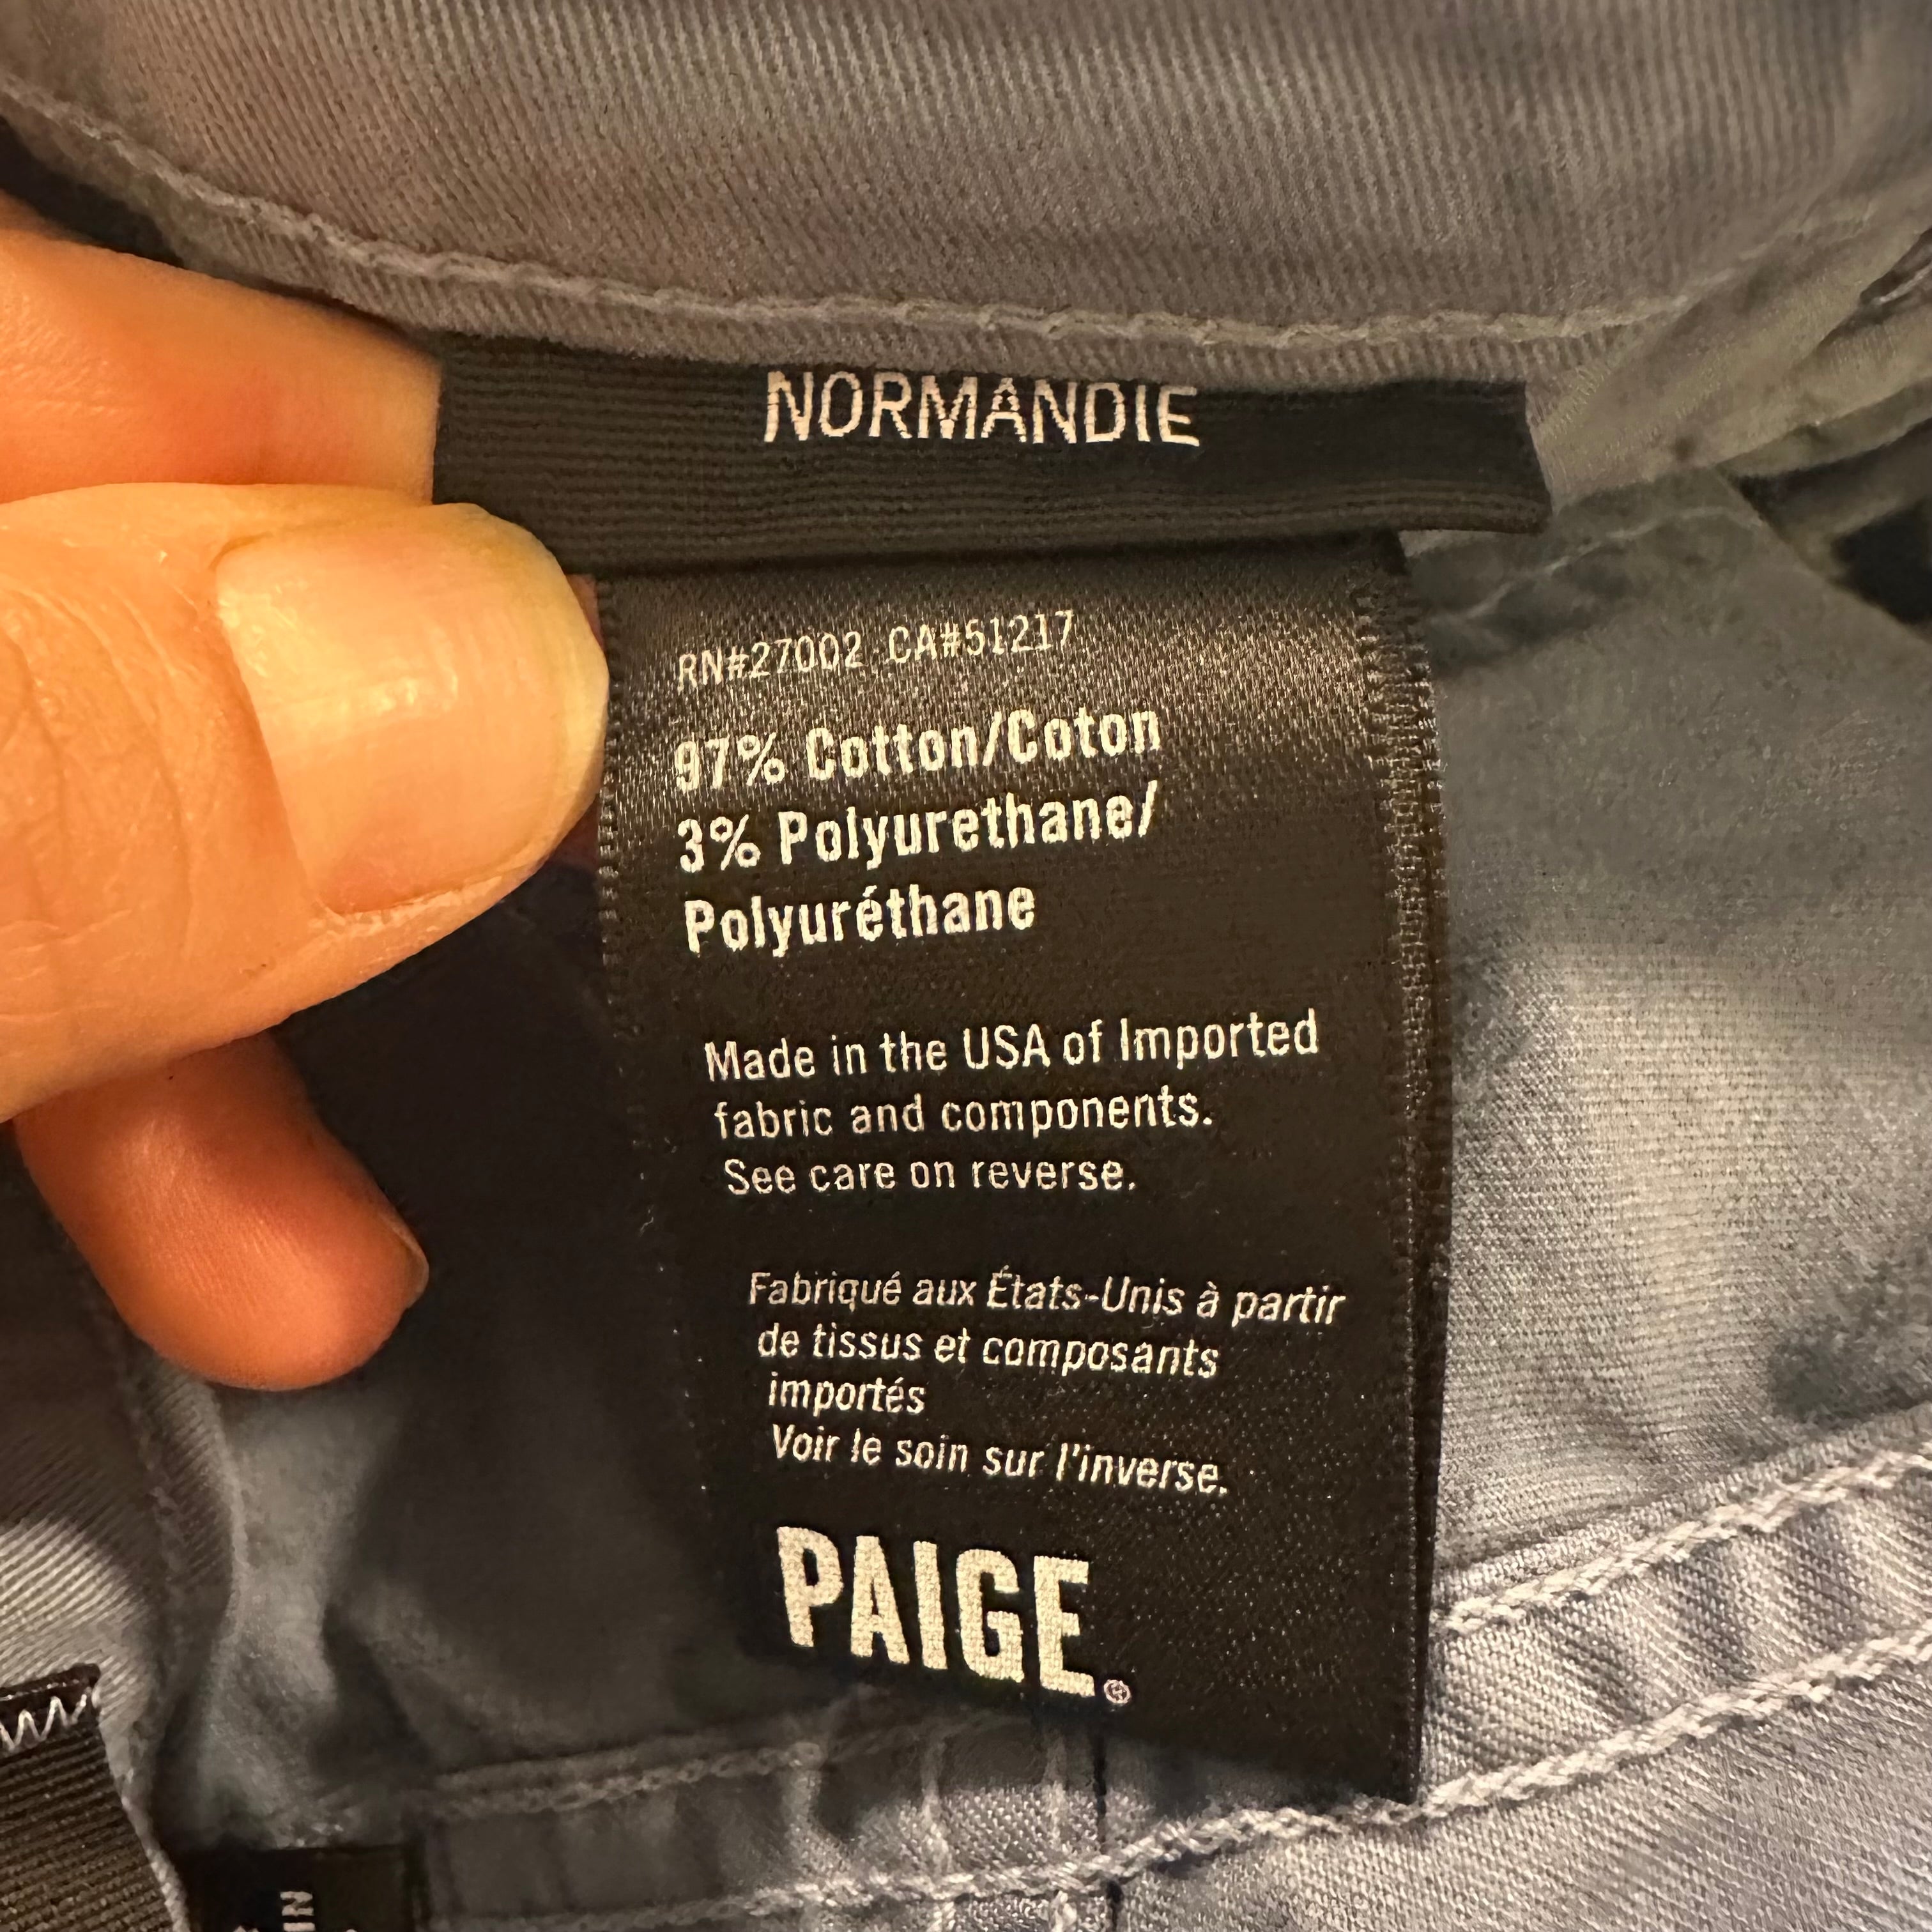 NORMANDIE
RN#27002 CA#51217
97% Cotton/Coton
3% Polyurethane/
Polyuréthane
Made in the USA of Imported
fabric and components.
See care on reverse.
Fabriqué aux États-Unis à partir
de tissus et composants
importés
Voir le soin sur l'inverse.
PAIGE®